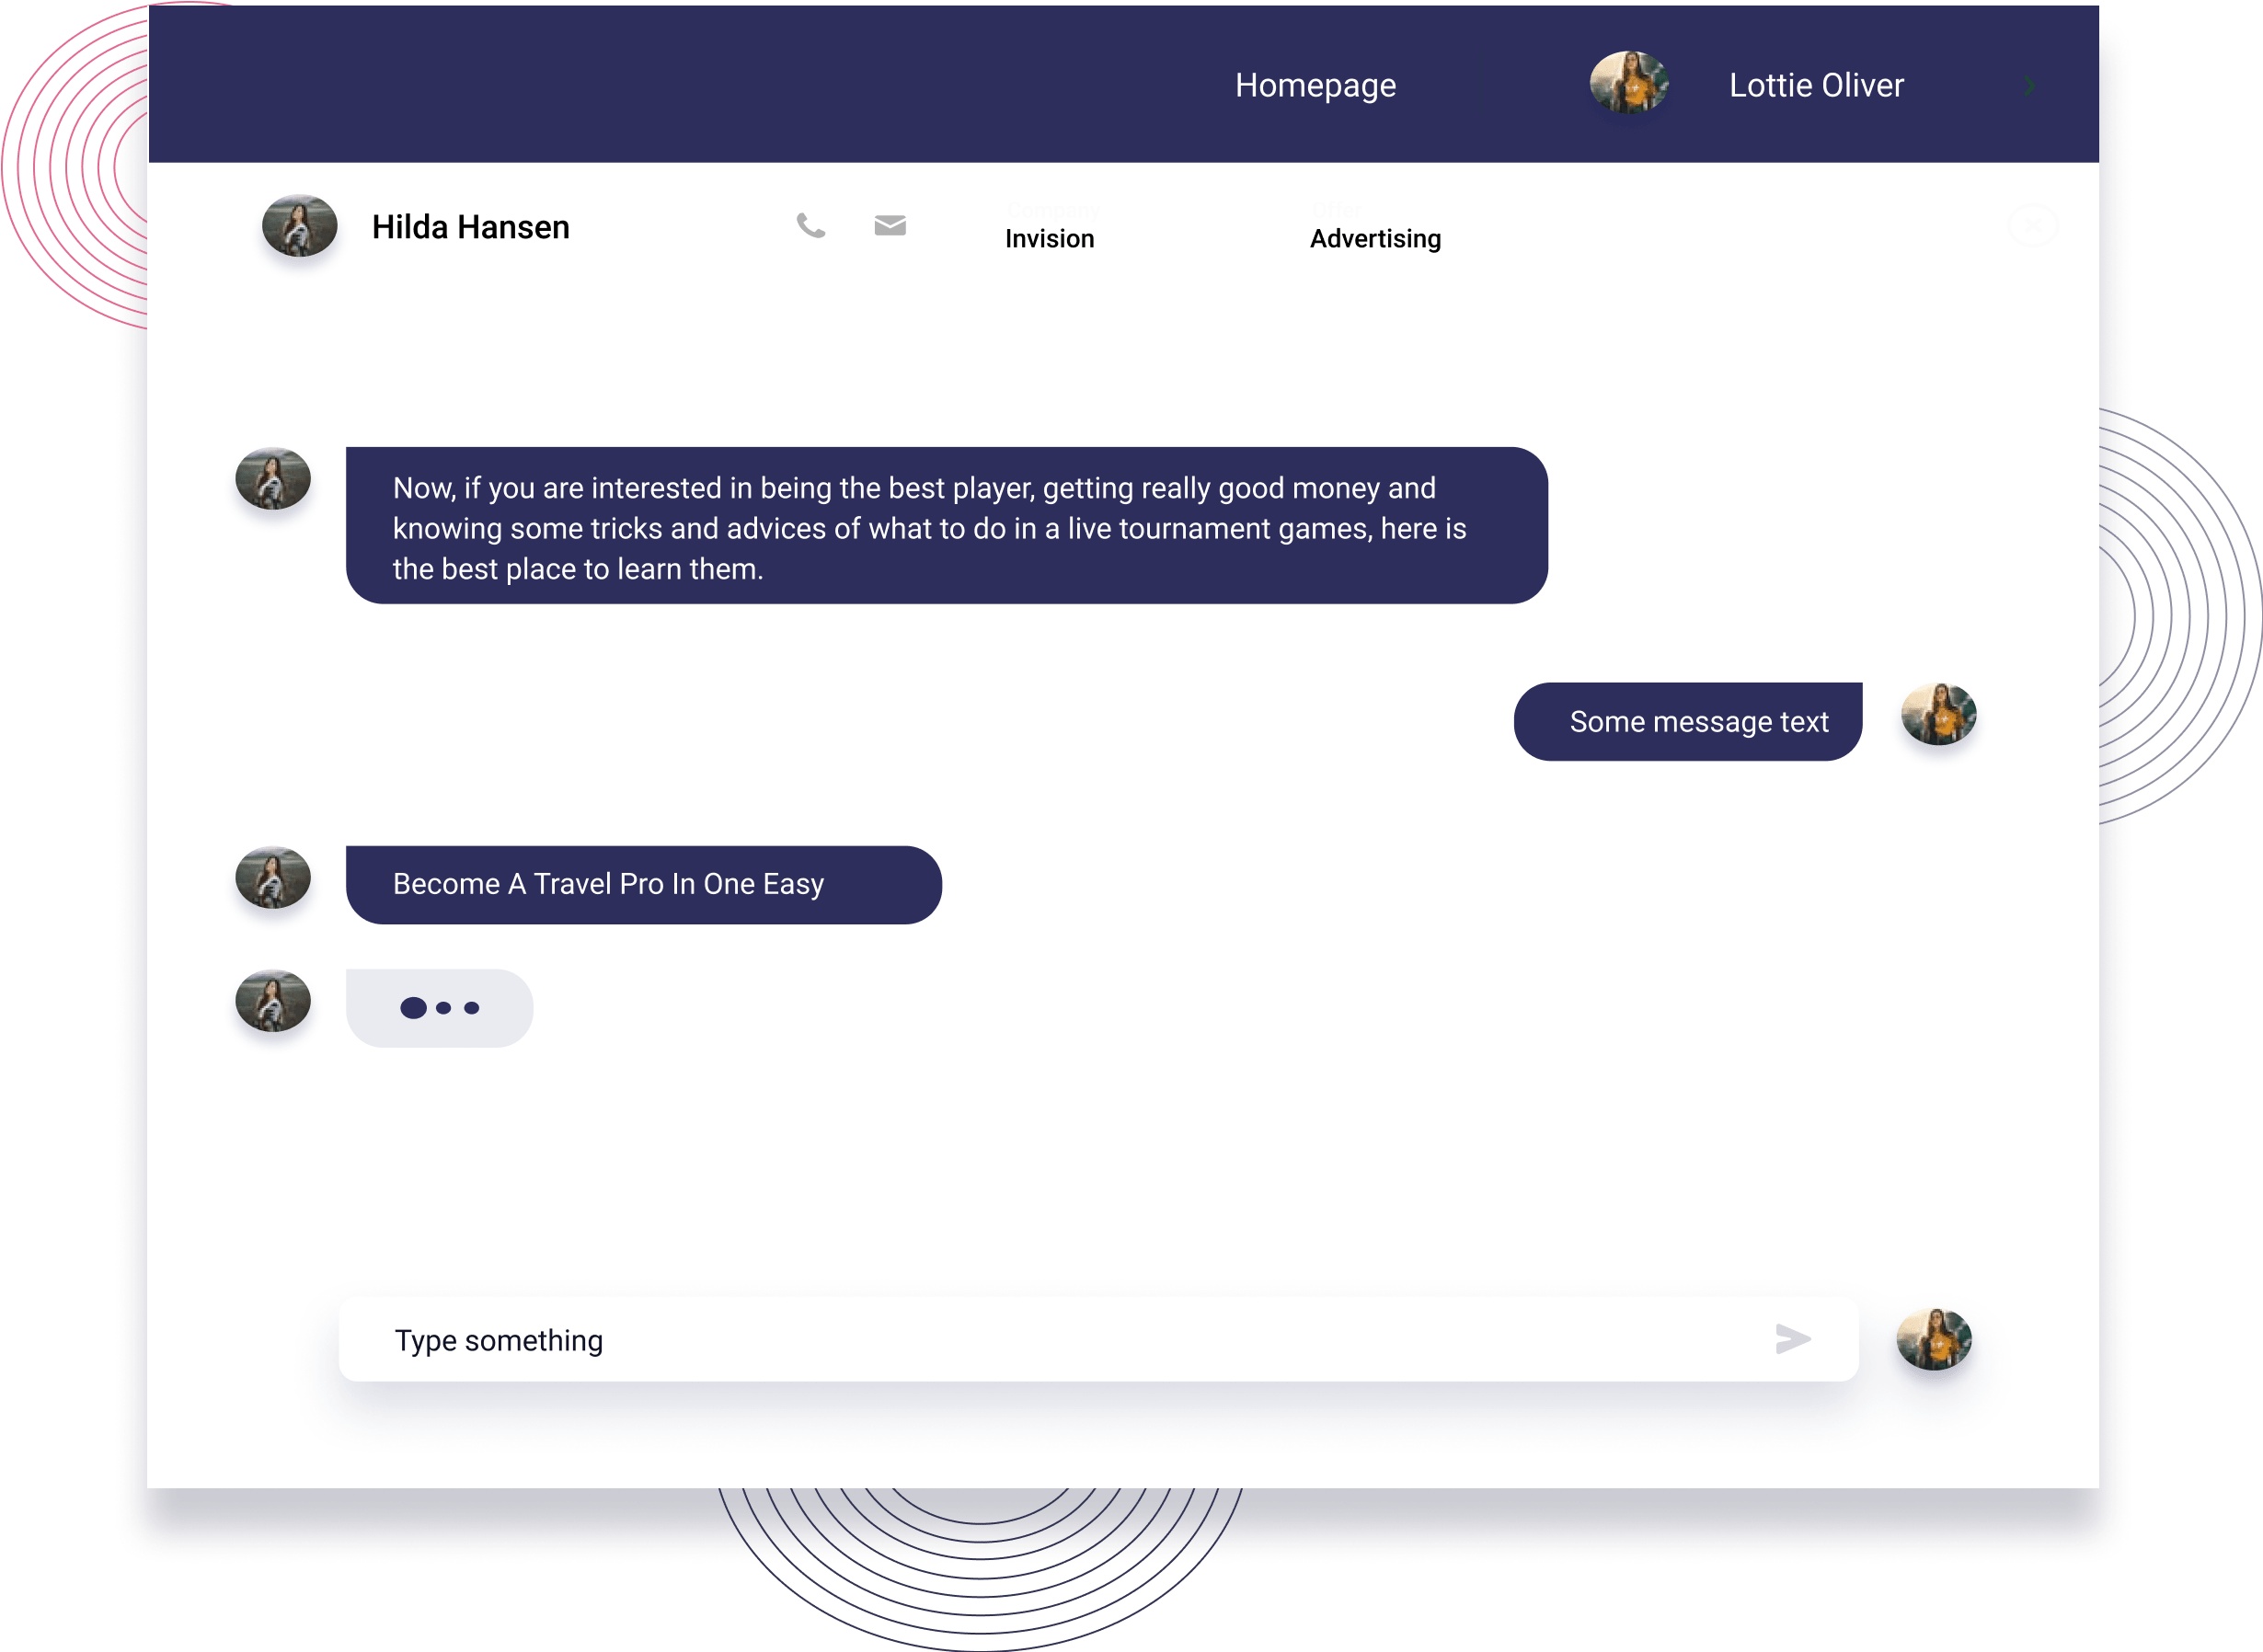 Homepage
Lottie Oliver
Hilda Hansen
Company
Offer
Invision
Advertising
Now, if you are interested in being the best player, getting really good money and
knowing some tricks and advices of what to do in a live tournament games, here is
the best place to learn them.
Some message text
Become A Travel Pro In One Easy
Type something